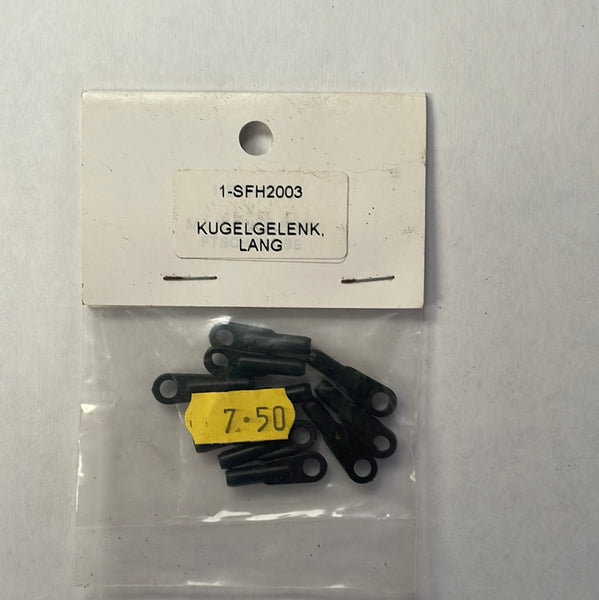 1-SFH2003
KUGELGELENK,
LANG
7.50